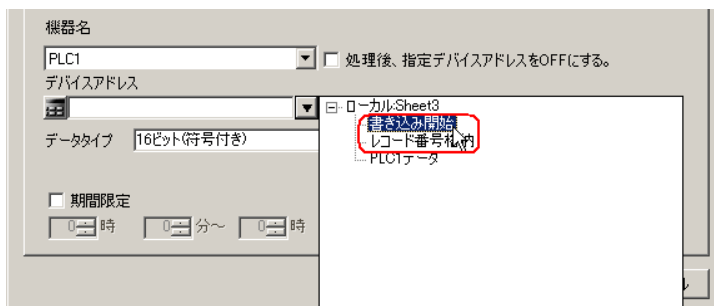 機器名
PLC1
処理後、指定デバイスアドレスをOFFにする。
デバイスアドレス
ローカル:Sheet3
書き込み開始
データタイプ 16ビット(符号付き)
レコード番号 内
PLC1データ
期間限定
0 時 0 分～ 0 時
ル